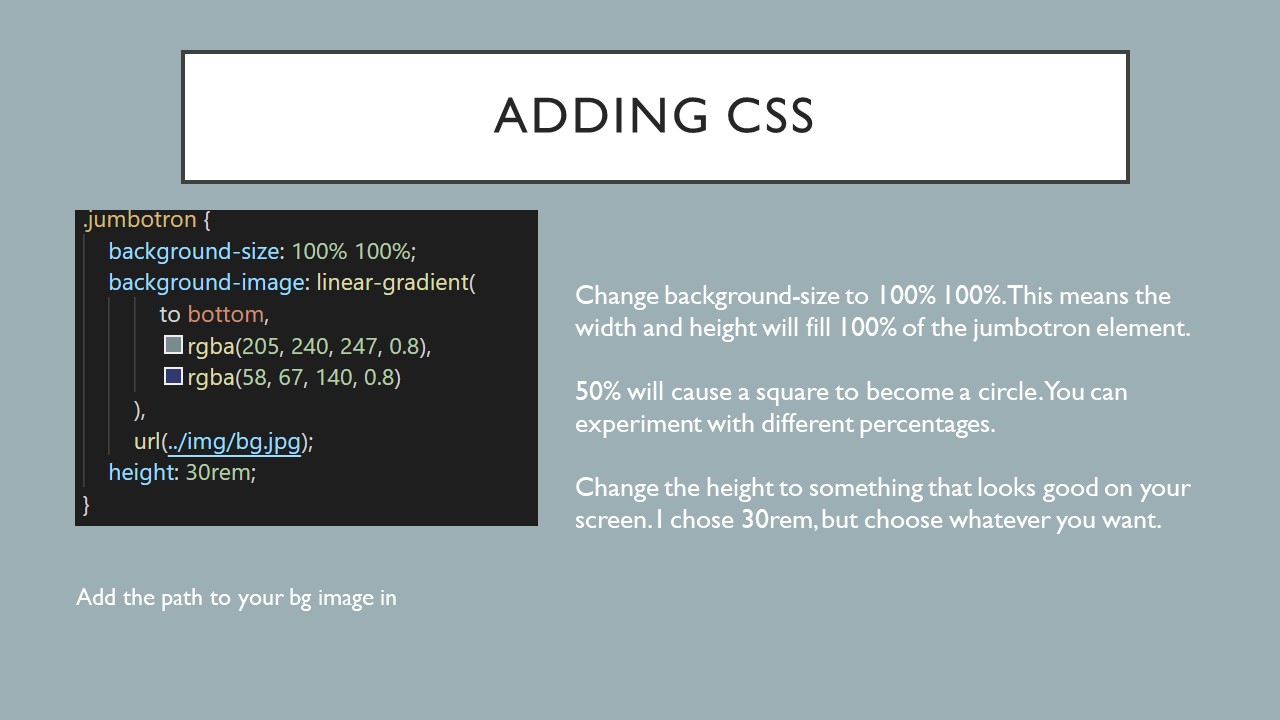 ADDING CSS
.jumbotron {
background-size: 100% 100%;
background-image: linear-gradient(
to bottom,
rgba(205, 240, 247, 0.8),
rgba(58, 67, 140, 0.8)
),
url(../img/bg.jpg);
height: 30rem;
}
Change background-size to 100% 100%. This means the
width and height will fill 100% of the jumbotron element.
50% will cause a square to become a circle. You can
experiment with different percentages.
Change the height to something that looks good on your
screen. I chose 30rem, but choose whatever you want.
Add the path to your bg image in